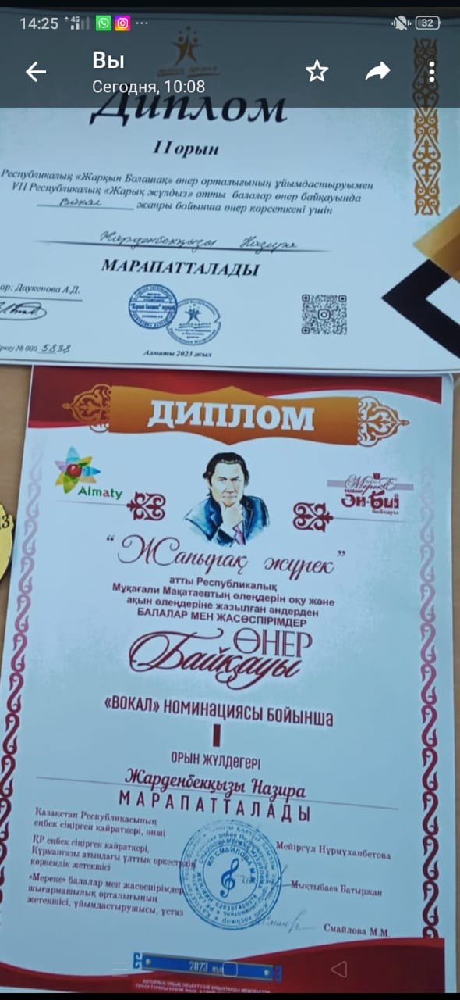 14:25
4G
32
Вы
Сегодня, 10:08
Диплом
II орын
Республикалық «Жарқын Болашақ» өнер орталығының ұйымдастыруымен
VII Республикалық «Жарық жұлдыз» атты балалар өнер байқауында
вокал жанры бойынша өнер көрсеткені үшін
Жарденбекқызы Назира
МАРАПАТТАЛАДЫ
ор: Даукенова А.Д.
№ 000 5838
Алматы 2023 жыл
ДИПЛОМ
Almaty
Мереке
Ән-Би
байқауы
“Жапырақ жүрек”
атты Республикалық
Мұқағали Мақатаевтың өлеңдерін оқу және
ақын өлеңдеріне жазылған әндерден
БАЛАЛАР МЕН ЖАСӨСПІРІМДЕР
ӨНЕР
Байқауы
«ВОКАЛ» НОМИНАЦИЯСЫ БОЙЫНША
I
ОРЫН ЖҮЛДЕГЕРІ
Жарденбекқызы Назира
МАРАПАТТАЛАДЫ
Қазақстан Республикасының
еңбек сіңірген қайраткері, әнші
Мейіргүл Нұрмұханбетова
ҚР еңбек сіңірген қайраткері,
Құрманғазы атындағы ұлттық оркестрдің
көркемдік жетекшісі
Мықтыбаев Батыржан
«Мереке» балалар мен жасөспірімдер
шығармашылық орталығының
жетекшісі, ұйымдастырушысы, ұстаз
Смайлова М.М.
2023 жыл